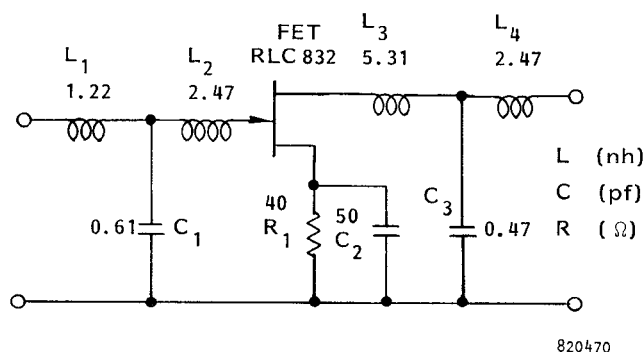 FET
RLC 832
L₁
1.22
L₂
2.47
L₃
5.31
L₄
2.47
L (nh)
C (pf)
R (Ω)
0.61 C₁
40
R₁
50
C₂
C₃
0.47
820470